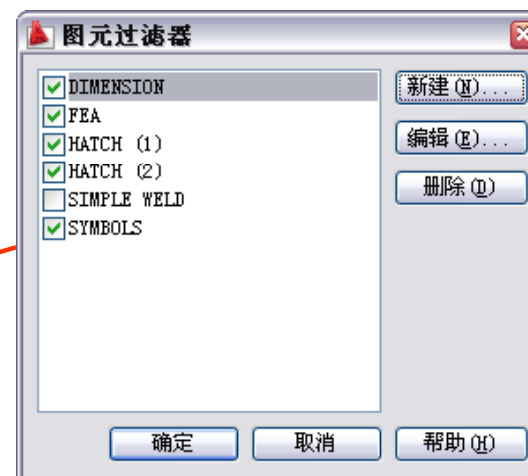 图元过滤器
DIMENSION
FEA
HATCH (1)
HATCH (2)
SIMPLE WELD
SYMBOLS
新建(N)...
编辑(E)...
删除(D)
确定
取消
帮助(H)